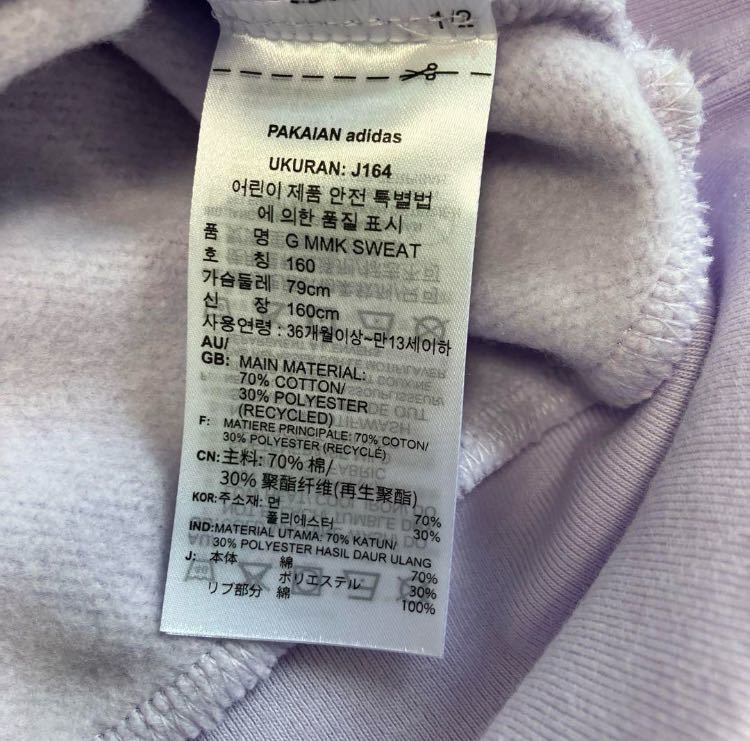 1/2
PAKAIAN adidas
UKURAN: J164
어린이 제품 안전 특별법
에 의한 품질 표시
품 명 G MMK SWEAT
호 칭 160
가슴둘레 79cm
신 장 160cm
사용연령 : 36개월이상~만13세이하
AU/
GB: MAIN MATERIAL:
70% COTTON/
30% POLYESTER
(RECYCLED)
F: MATIERE PRINCIPALE: 70% COTON/
30% POLYESTER (RECYCLÉ)
CN: 主料: 70% 棉/
30% 聚酯纤维(再生聚酯)
KOR: 주소재: 면 70%
폴리에스터 30%
IND: MATERIAL UTAMA: 70% KATUN/
30% POLYESTER HASIL DAUR ULANG
J: 本体 綿 70%
ポリエステル 30%
リブ部分 綿 100%